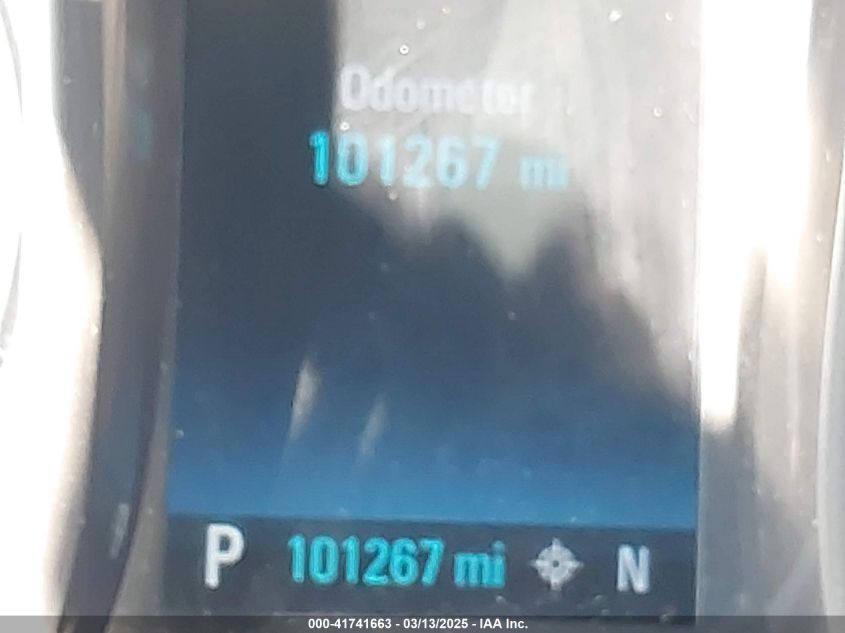 Odometer
101267 mi
P 101267 mi N
000-41741663 - 03/13/2025 - IAA Inc.